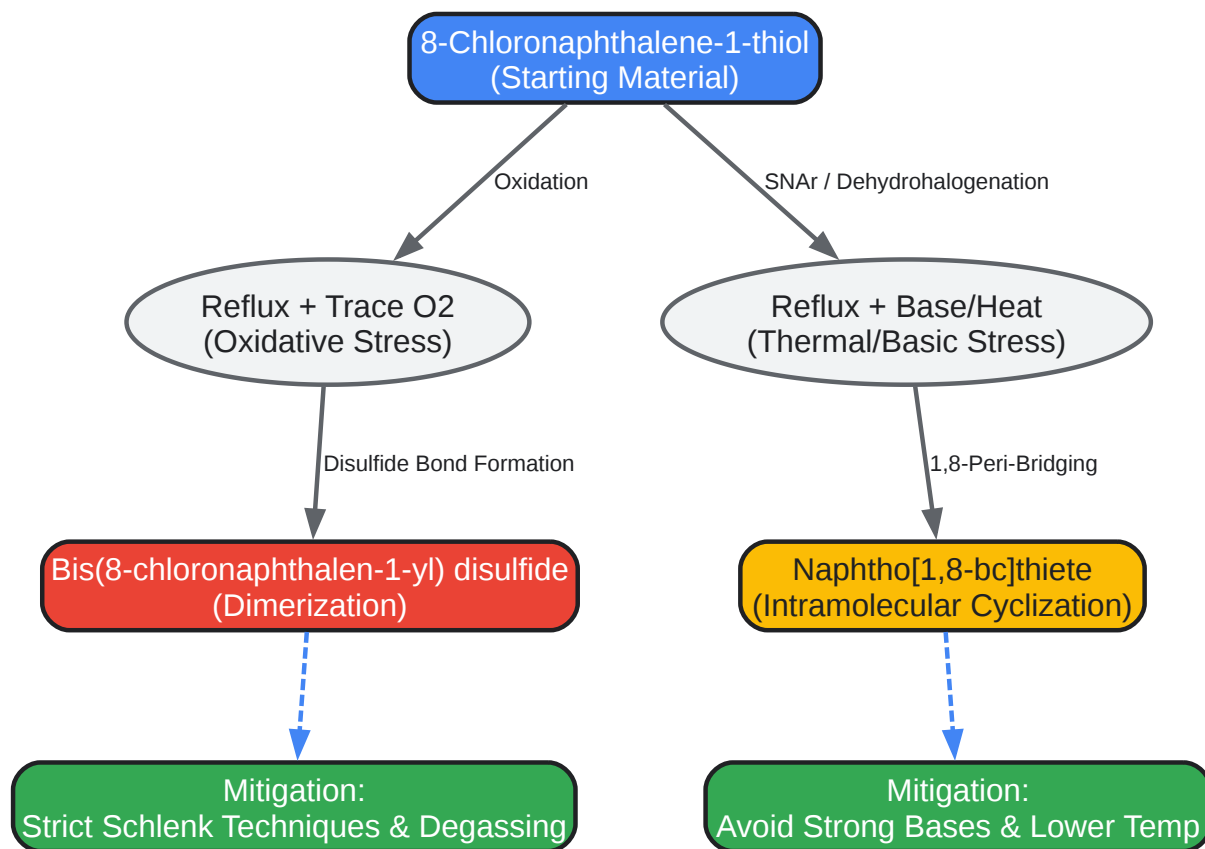 8-Chloronaphthalene-1-thiol
(Starting Material)
Oxidation
SNAr / Dehydrohalogenation
Reflux + Trace O2
(Oxidative Stress)
Reflux + Base/Heat
(Thermal/Basic Stress)
Disulfide Bond Formation
1,8-Peri-Bridging
Bis(8-chloronaphthalen-1-yl) disulfide
(Dimerization)
Naphtho[1,8-bc]thiete
(Intramolecular Cyclization)
Mitigation:
Strict Schlenk Techniques & Degassing
Mitigation:
Avoid Strong Bases & Lower Temp